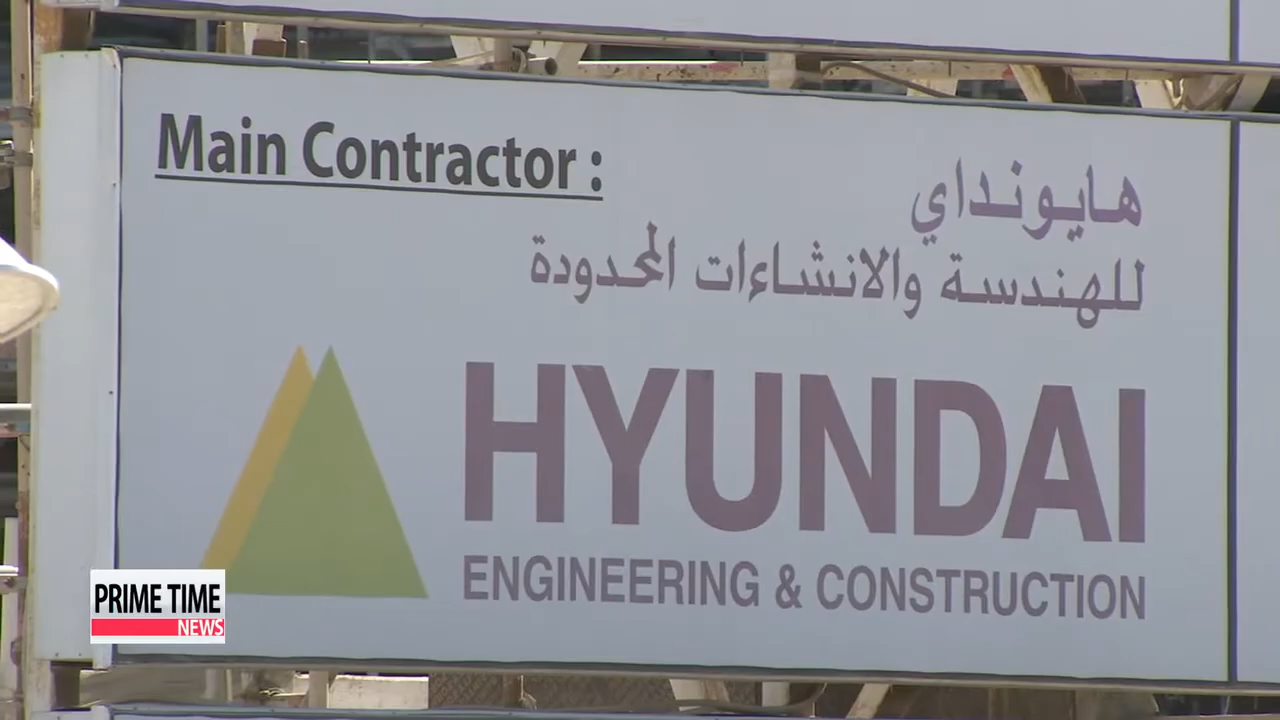 Main Contractor :
هايونداي
للهندسة والانشاءات المحدودة
HYUNDAI
ENGINEERING & CONSTRUCTION
PRIME TIME
NEWS